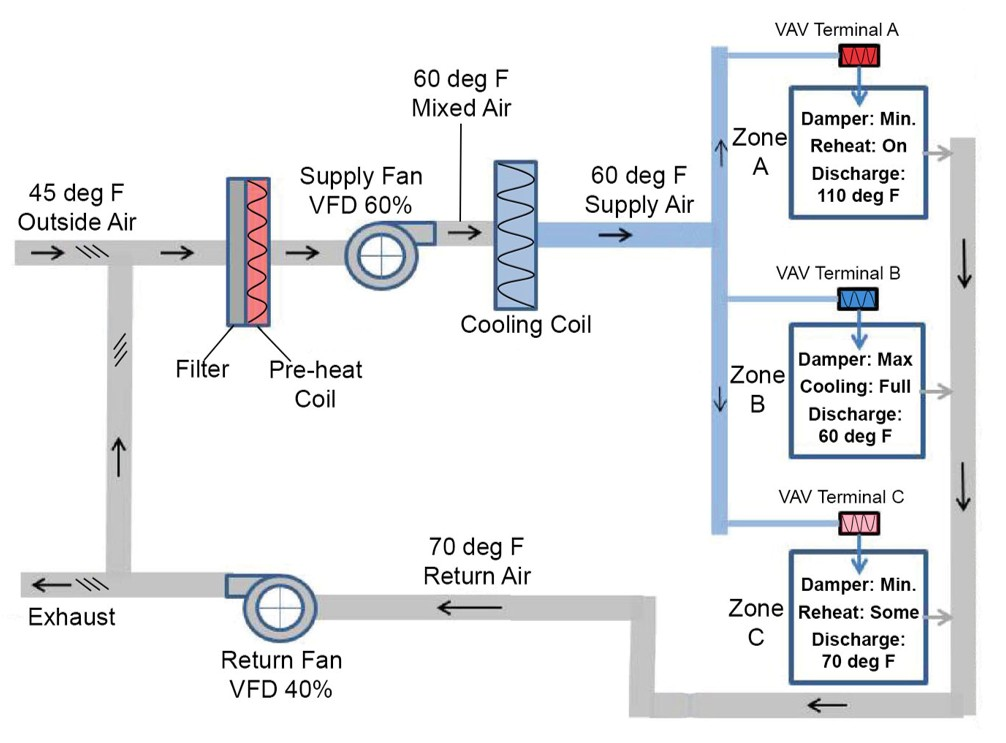 VAV Terminal A
60 deg F
Mixed Air
Damper: Min.
Reheat: On
Discharge:
110 deg F
Zone
A
45 deg F
Outside Air
Supply Fan
VFD 60%
60 deg F
Supply Air
VAV Terminal B
Cooling Coil
Filter
Pre-heat
Coil
Zone
B
Damper: Max
Cooling: Full
Discharge:
60 deg F
VAV Terminal C
70 deg F
Return Air
Zone
C
Damper: Min.
Reheat: Some
Discharge:
70 deg F
Exhaust
Return Fan
VFD 40%